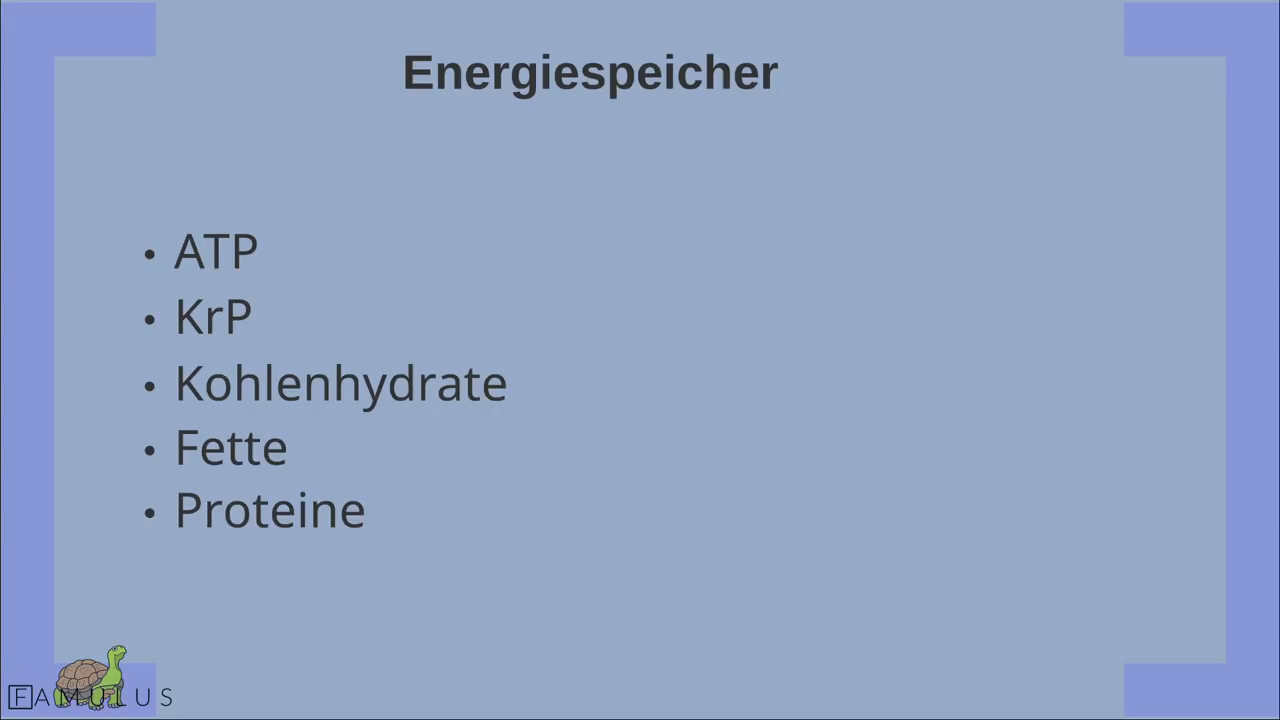 Energiespeicher
• ATP
• KrP
• Kohlenhydrate
• Fette
• Proteine
FAMULUS